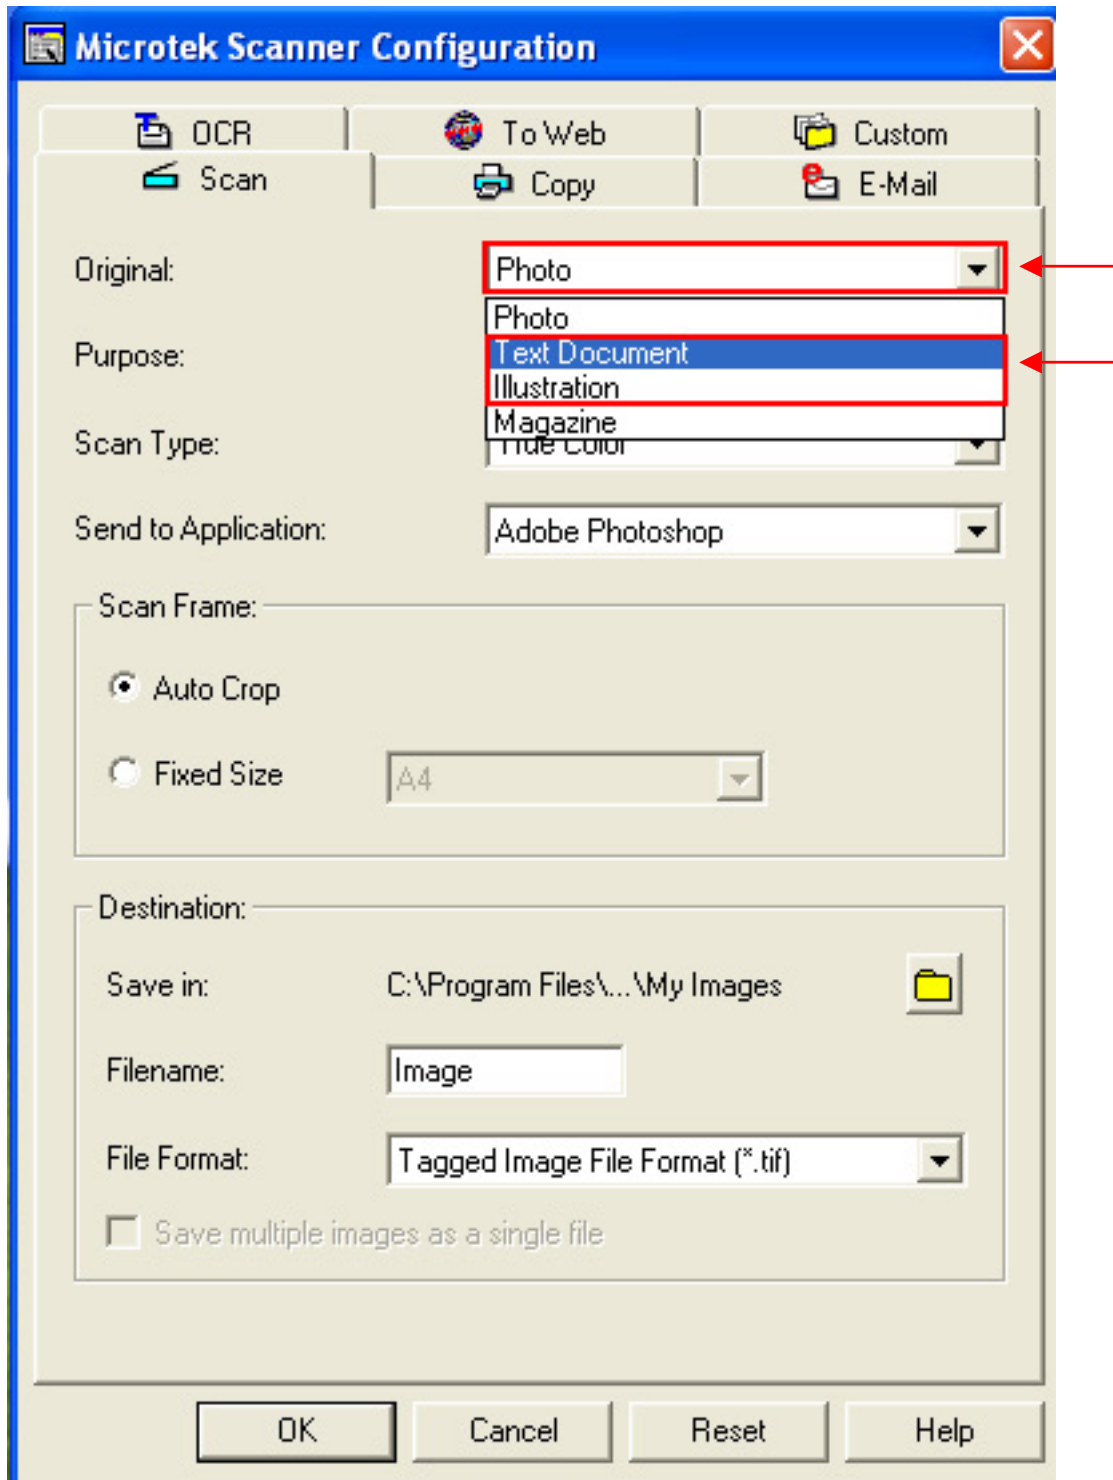 Microtek Scanner Configuration
OCR To Web Custom
Scan Copy E-Mail
Original: Photo
Photo
Purpose: Text Document
Illustration
Magazine
Scan Type: True Color
Send to Application: Adobe Photoshop
Scan Frame:
Auto Crop
Fixed Size A4
Destination:
Save in: C:\Program Files\...\My Images
Filename: Image
File Format: Tagged Image File Format (*.tif)
Save multiple images as a single file
OK Cancel Reset Help